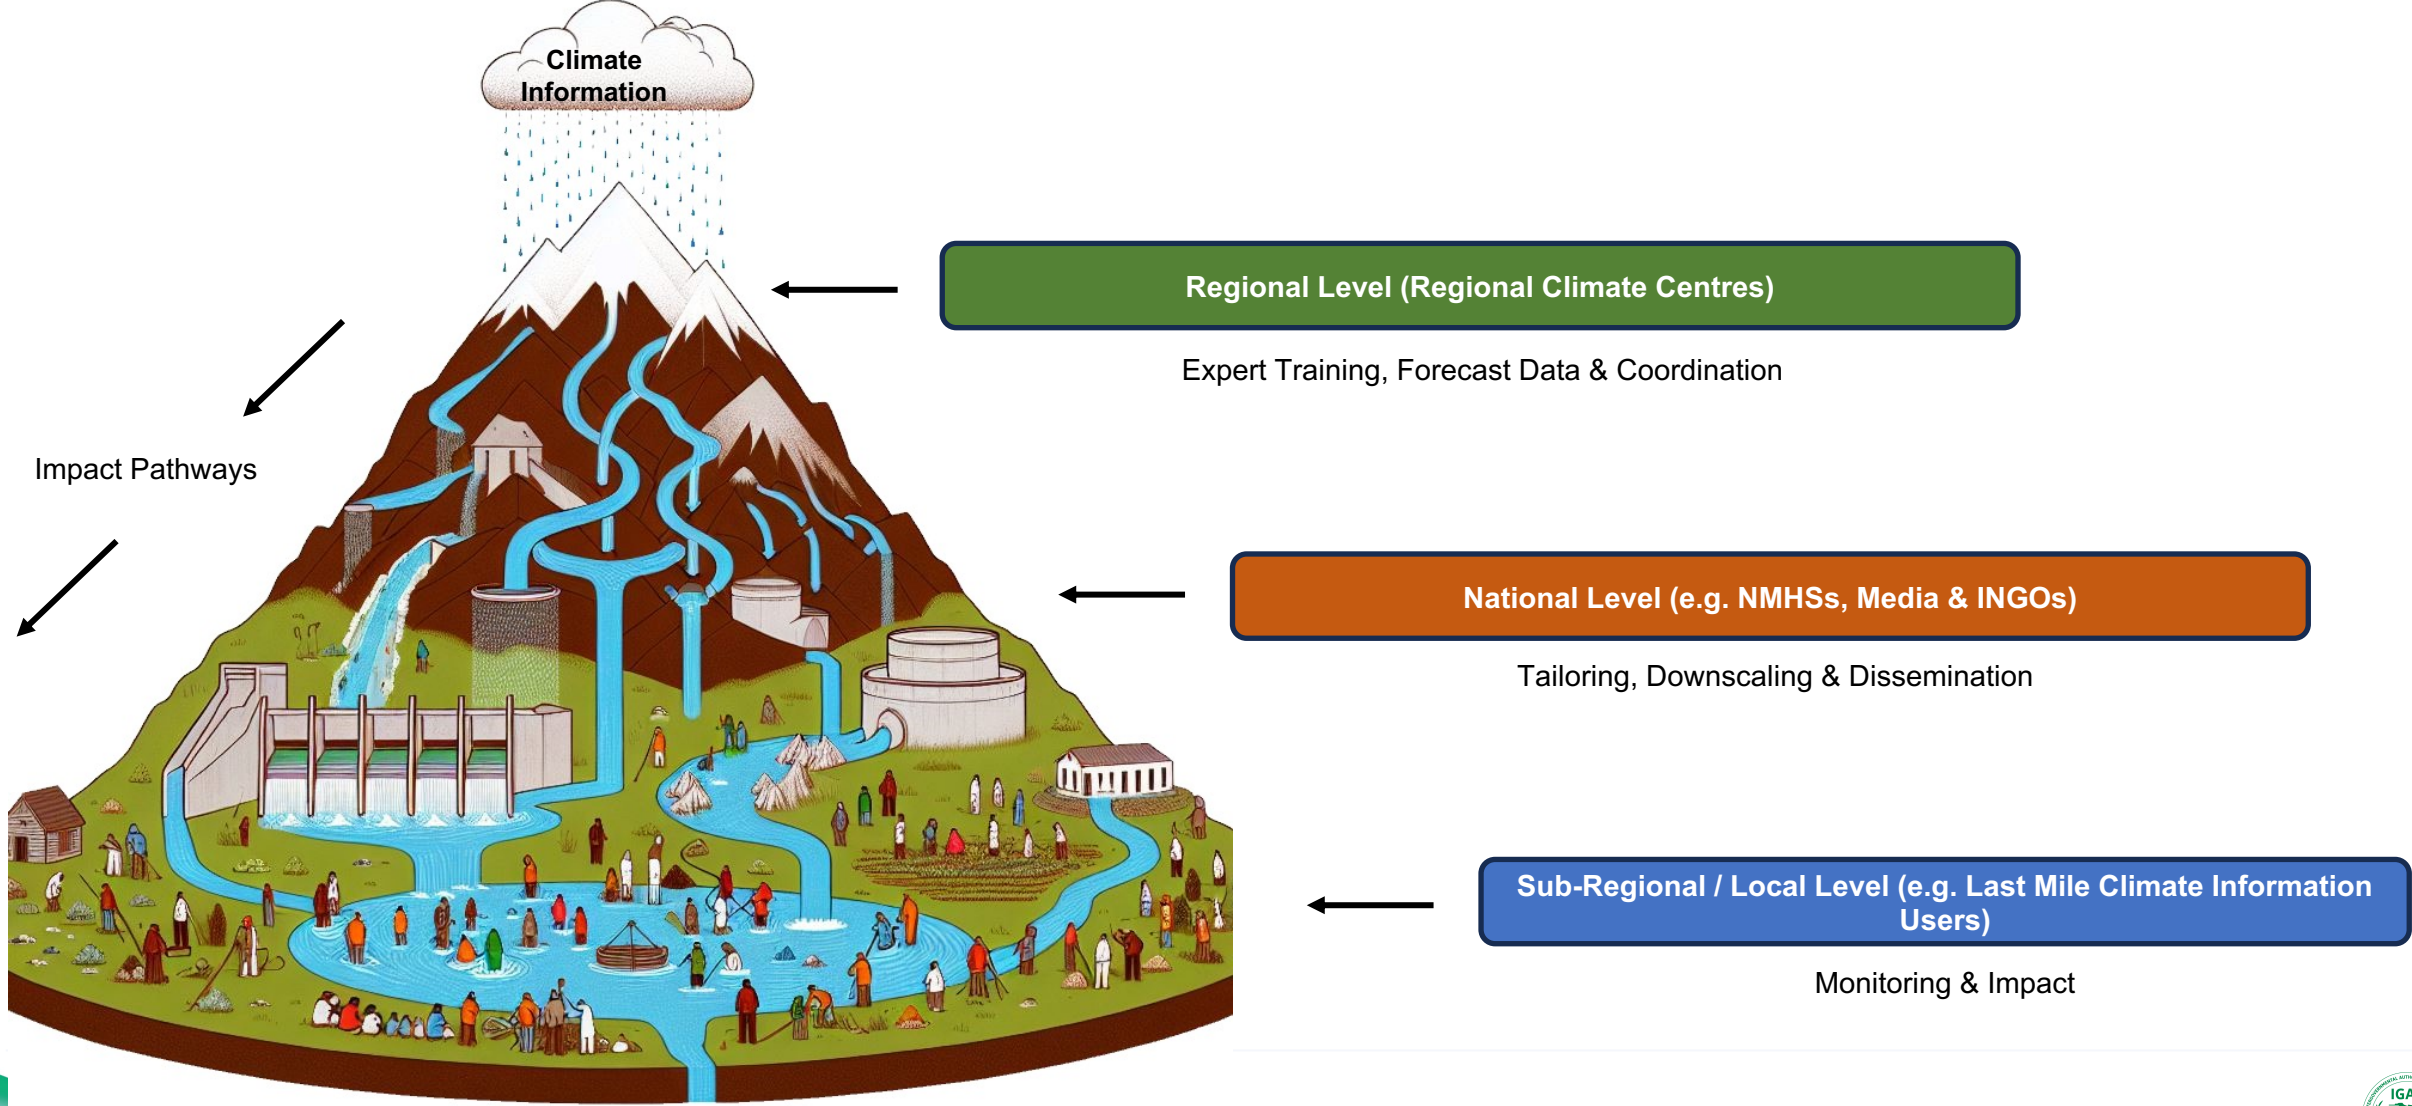 Climate
Information
Regional Level (Regional Climate Centres)
Expert Training, Forecast Data & Coordination
Impact Pathways
National Level (e.g. NMHSs, Media & INGOs)
Tailoring, Downscaling & Dissemination
Sub-Regional / Local Level (e.g. Last Mile Climate Information
Users)
Monitoring & Impact